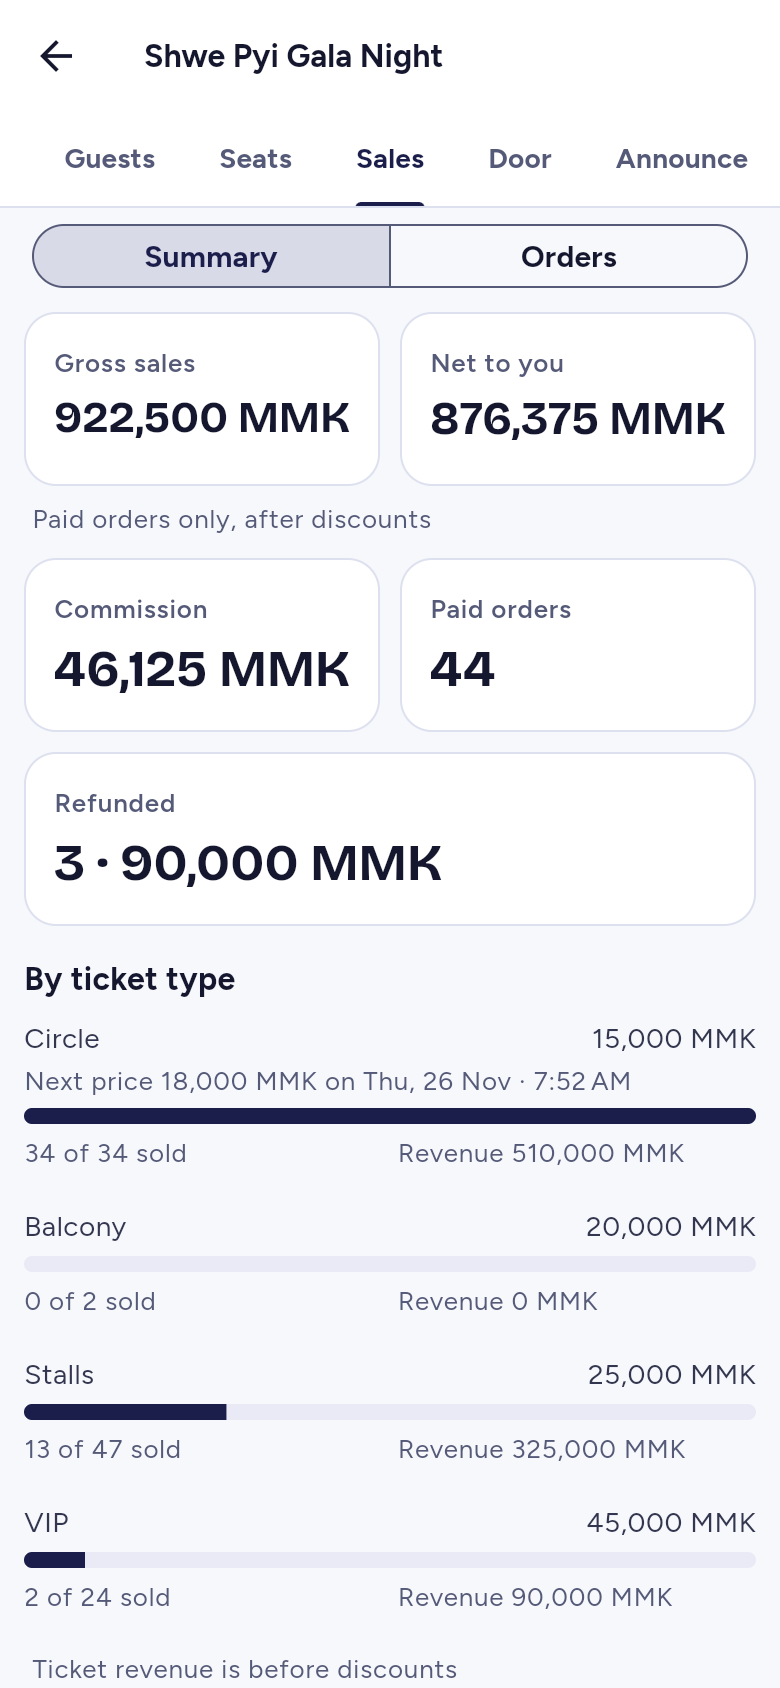 Shwe Pyi Gala Night
Guests Seats Sales Door Announce
Summary Orders
Gross sales
922,500 MMK
Net to you
876,375 MMK
Paid orders only, after discounts
Commission
46,125 MMK
Paid orders
44
Refunded
3 · 90,000 MMK
By ticket type
Circle 15,000 MMK
Next price 18,000 MMK on Thu, 26 Nov · 7:52 AM
34 of 34 sold Revenue 510,000 MMK
Balcony 20,000 MMK
0 of 2 sold Revenue 0 MMK
Stalls 25,000 MMK
13 of 47 sold Revenue 325,000 MMK
VIP 45,000 MMK
2 of 24 sold Revenue 90,000 MMK
Ticket revenue is before discounts